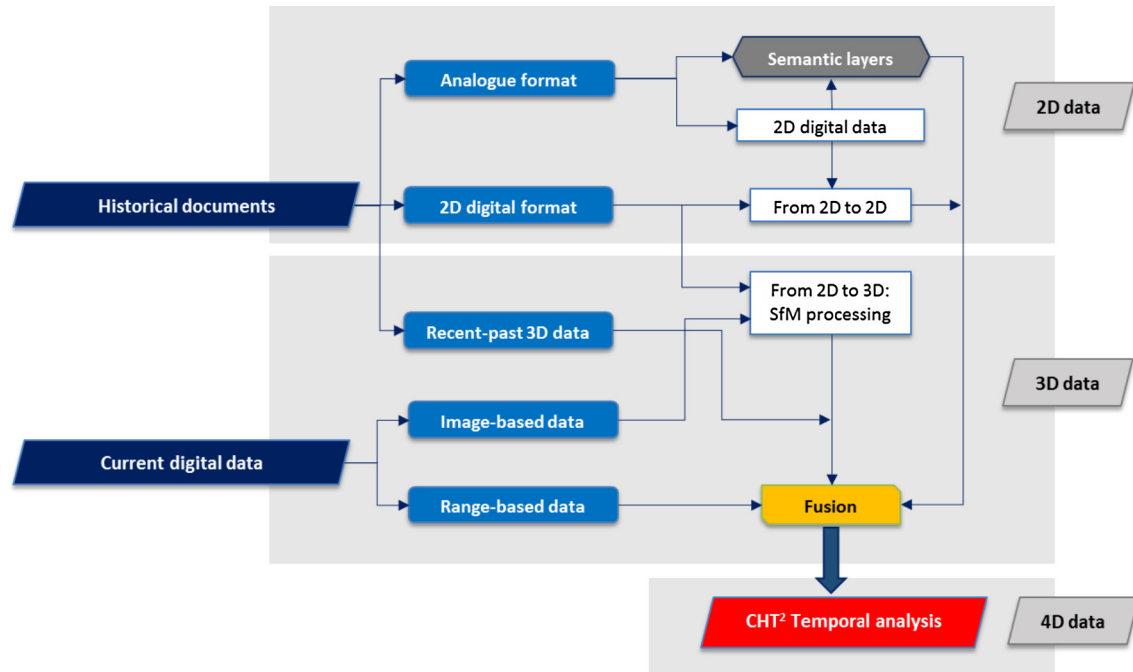 Semantic layers
Analogue format
2D data
2D digital data
Historical documents
2D digital format
From 2D to 2D
From 2D to 3D:
SfM processing
Recent-past 3D data
3D data
Image-based data
Current digital data
Range-based data
Fusion
CHT² Temporal analysis
4D data